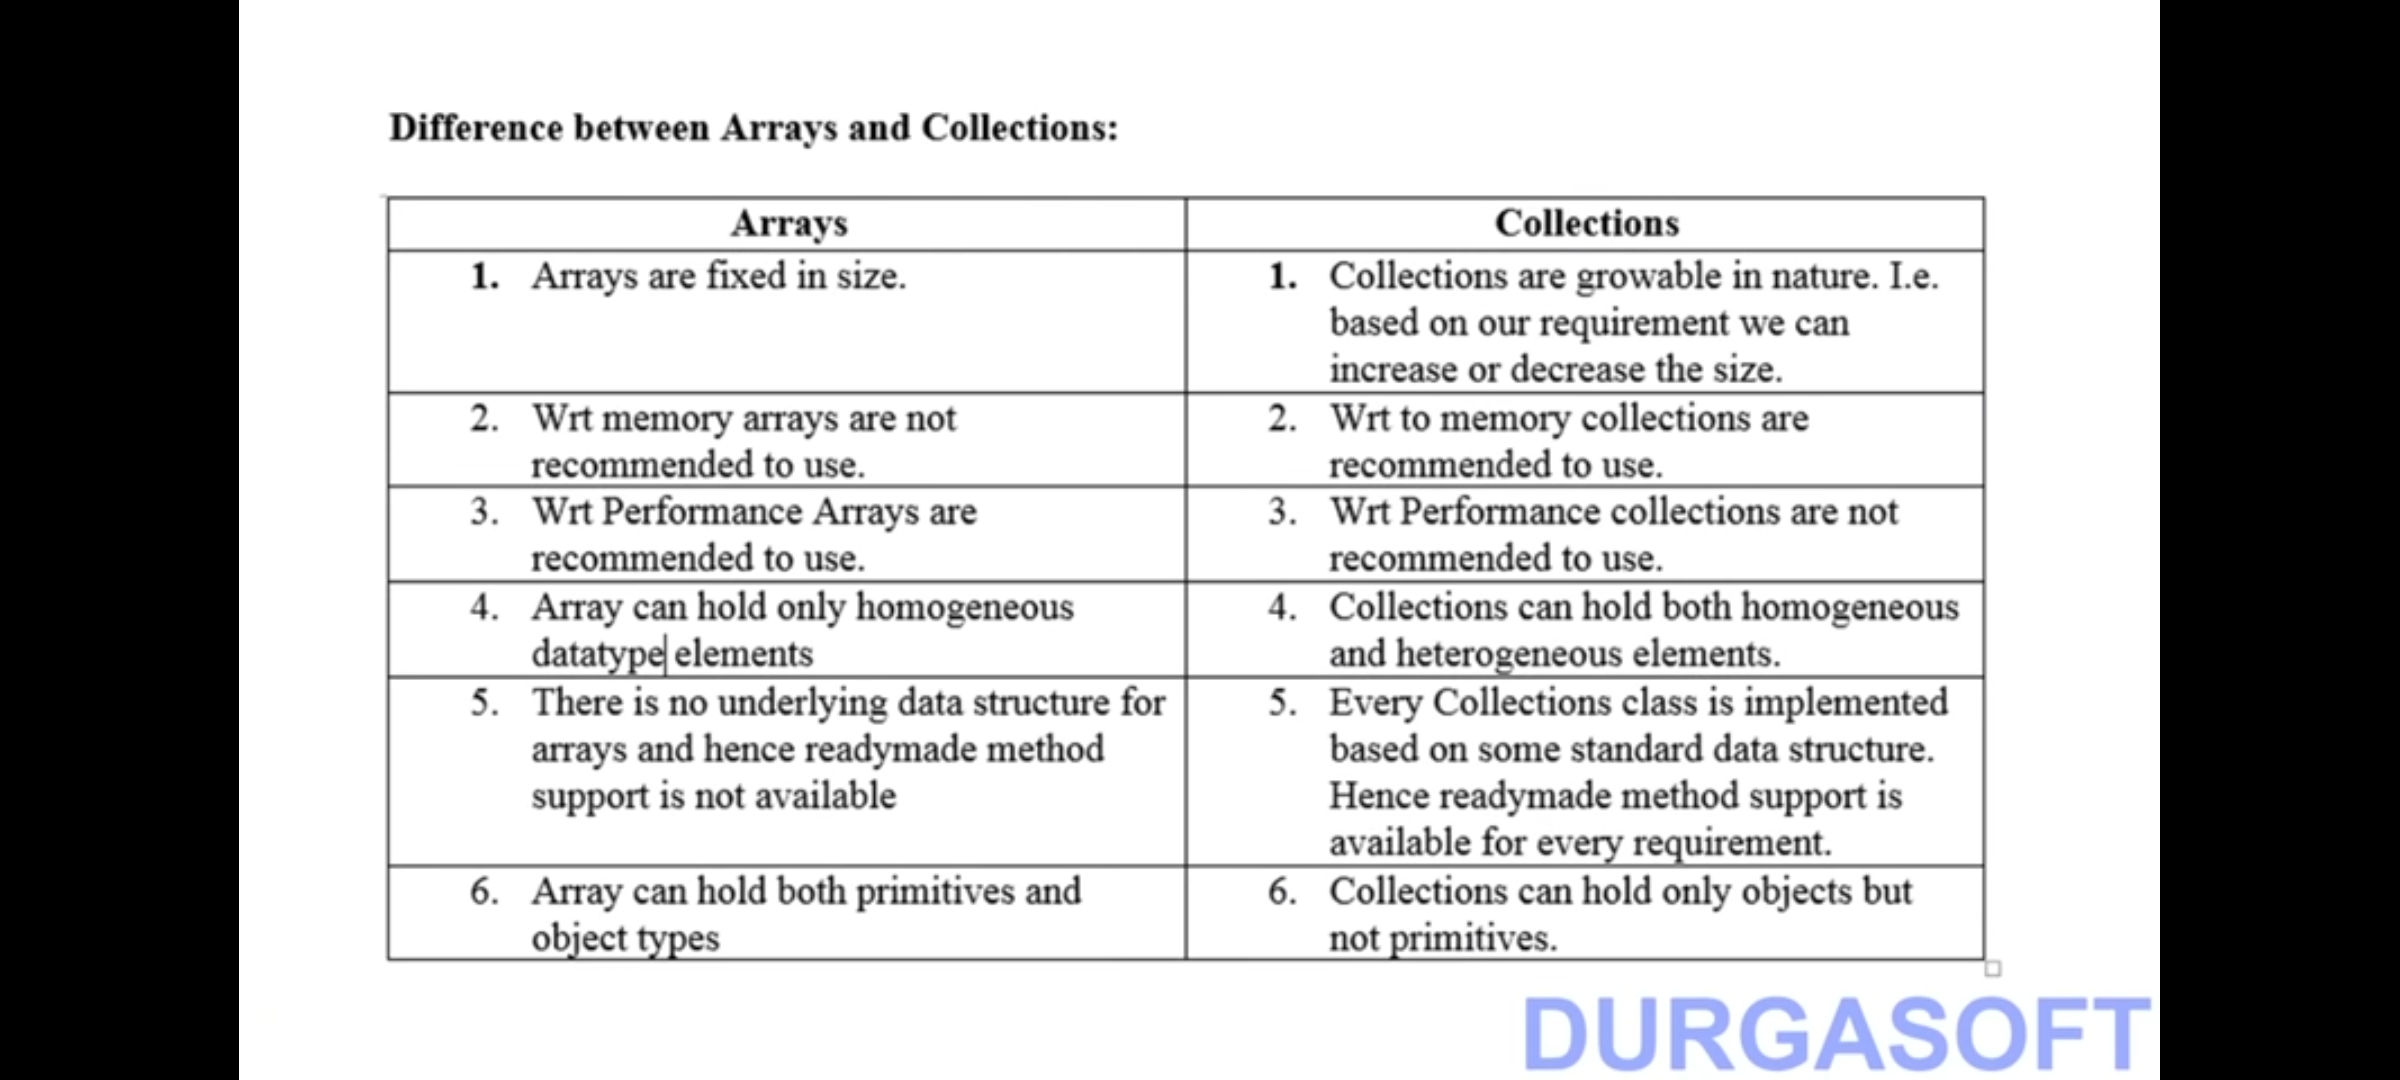 Difference between Arrays and Collections:
Arrays
Collections
1. Arrays are fixed in size.
1. Collections are growable in nature. I.e.
based on our requirement we can
increase or decrease the size.
2. Wrt memory arrays are not
recommended to use.
2. Wrt to memory collections are
recommended to use.
3. Wrt Performance Arrays are
recommended to use.
3. Wrt Performance collections are not
recommended to use.
4. Array can hold only homogeneous
datatype elements
4. Collections can hold both homogeneous
and heterogeneous elements.
5. There is no underlying data structure for
arrays and hence readymade method
support is not available
5. Every Collections class is implemented
based on some standard data structure.
Hence readymade method support is
available for every requirement.
6. Array can hold both primitives and
object types
6. Collections can hold only objects but
not primitives.
DURGASOFT